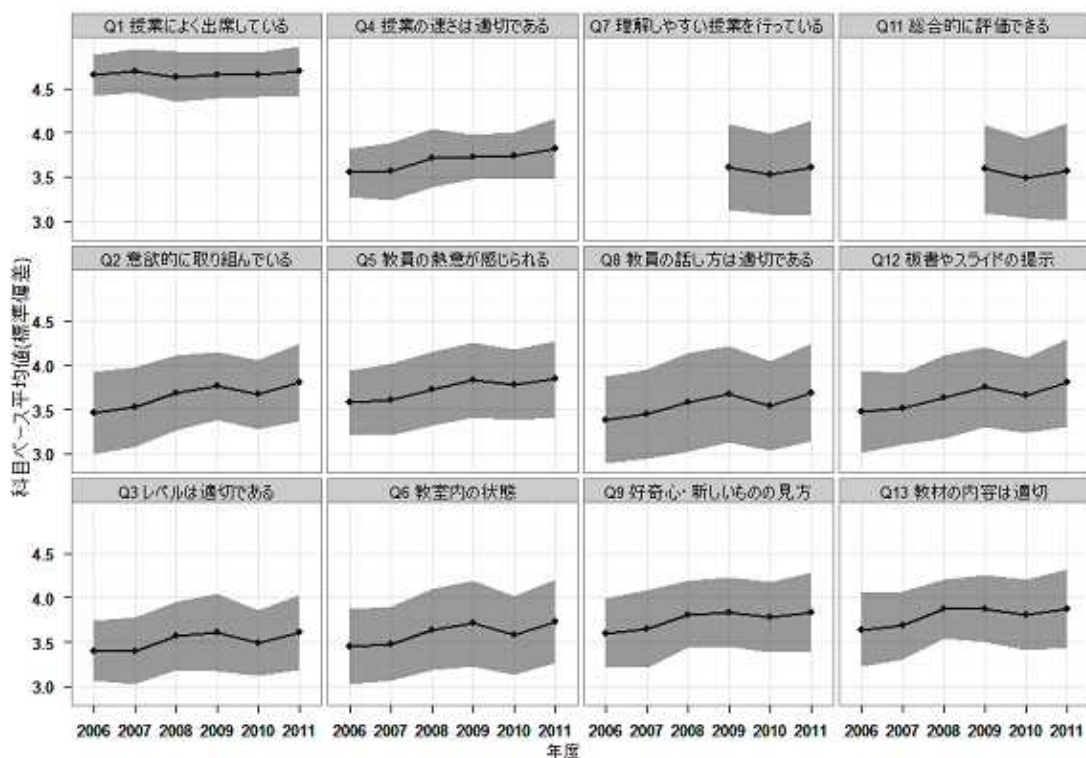 Q1 授業によく出席している
Q4 授業の速さは適切である
Q7 理解しやすい授業を行っている
Q11 総合的に評価できる
4.5
4.0
3.5
3.0
Q2 意欲的に取り組んでいる
Q5 教員の熱意が感じられる
Q8 教員の話し方は適切である
Q12 板書やスライドの提示
4.5
4.0
3.5
3.0
科目ベース平均値(標準偏差)
Q3 レベルは適切である
Q6 教室内の状態
Q9 好奇心・新しいものの見方
Q13 教材の内容は適切
4.5
4.0
3.5
3.0
2006 2007 2008 2009 2010 2011
2006 2007 2008 2009 2010 2011
2006 2007 2008 2009 2010 2011
2006 2007 2008 2009 2010 2011
年度